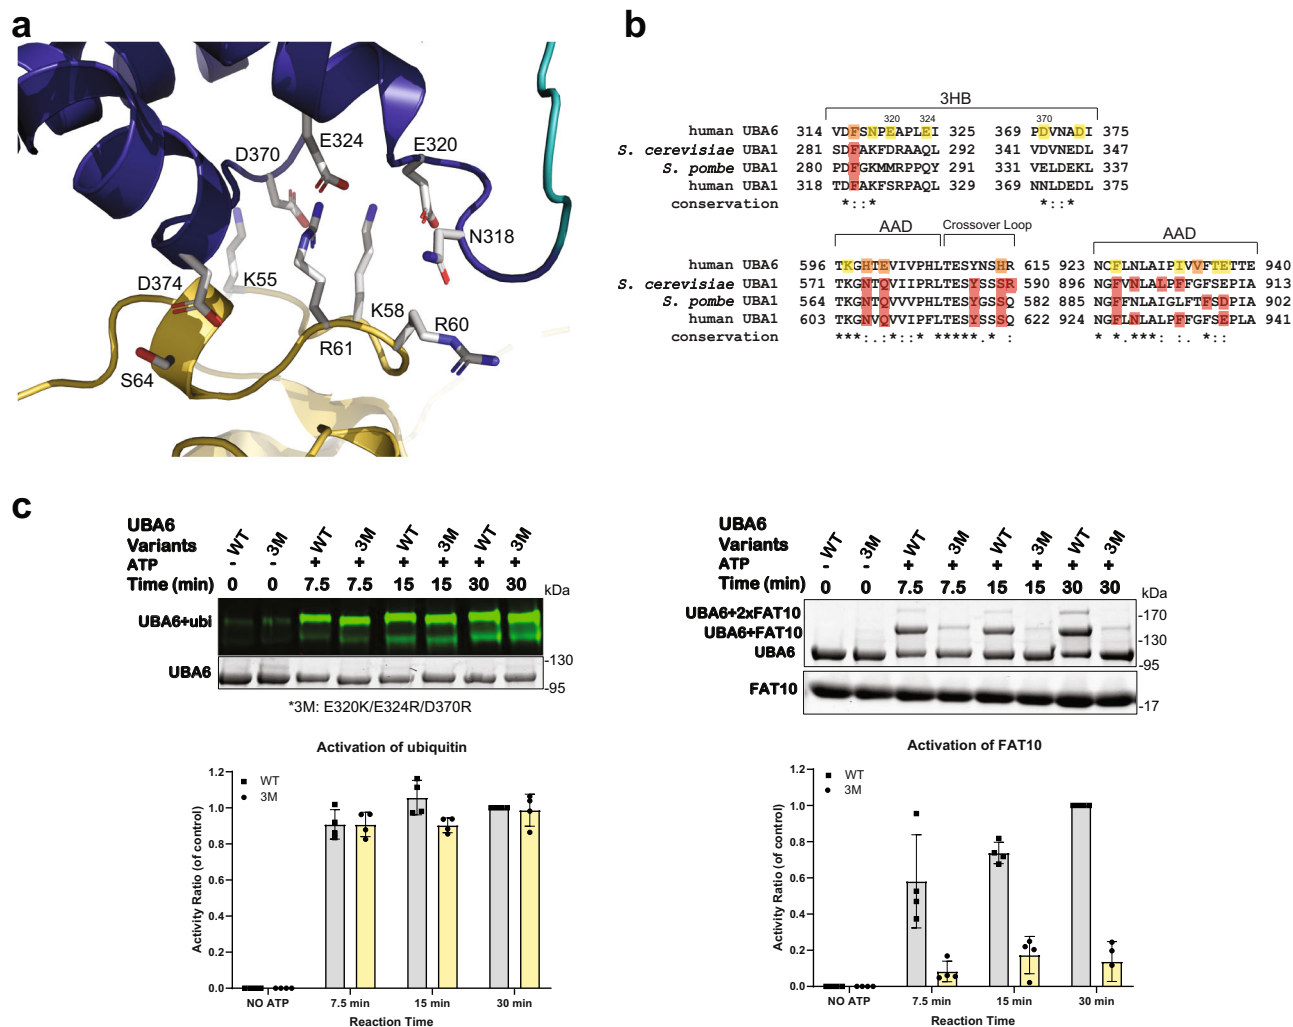 a
E324
D370
E320
N318
D374
K55
K58
R60
R61
S64
b
3HB
320 324 370
human UBA6 314 VDFSNPEAPLEI 325 369 PDVNADI 375
S. cerevisiae UBA1 281 SDFAKFDRAAQL 292 341 VDVNEDL 347
S. pombe UBA1 280 PDFGKMMRPPQY 291 331 VELDEKL 337
human UBA1 318 TDFAKFSRPAQL 329 369 NNLDEKL 375
conservation *::* *::*
AAD Crossover Loop AAD
human UBA6 596 TKGHTEVIVPHLTESYNSHR 615 923 NCFLNLAIPIVVFTETTE 940
S. cerevisiae UBA1 571 TKGNTQVIIPRLTESYSSSR 590 896 NGFVNLALPFFGFSEPIA 913
S. pombe UBA1 564 TKGNTQVVVPHLTESYGSSQ 582 885 NGFFNLAIGLFTFSDPIA 902
human UBA1 603 TKGNVQVVIPFLTESYSSSQ 622 924 NGFLNLALPFFGFSEPLA 941
conservation ***:.:*::* ***** * : * *.*** :. *::
c
UBA6
Variants WT 3M WT 3M WT 3M WT 3M
ATP - - + + + + + +
Time (min) 0 0 7.5 7.5 15 15 30 30
kDa
UBA6+ubi
UBA6
-130
-95
*3M: E320K/E324R/D370R
UBA6
Variants WT 3M WT 3M WT 3M WT 3M
ATP - - + + + + + +
Time (min) 0 0 7.5 7.5 15 15 30 30
kDa
UBA6+2xFAT10 -170
UBA6+FAT10
-130
UBA6
-95
FAT10
-17
Activation of ubiquitin
WT
3M
Activity Ratio (of control)
1.2
1.0
0.8
0.6
0.4
0.2
0.0
NO ATP 7.5 min 15 min 30 min
Reaction Time
Activation of FAT10
WT
3M
Activity Ratio (of control)
1.2
1.0
0.8
0.6
0.4
0.2
0.0
NO ATP 7.5 min 15 min 30 min
Reaction Time